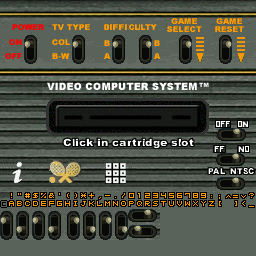 POWER TV TYPE DIFFICULTY GAME SELECT GAME RESET
ON COL B B
OFF B-W A A
VIDEO COMPUTER SYSTEM™
Click in cartridge slot
OFF ON
FF NO
PAL NTSC
i
!"#$%&'()*+,-./0123456789:;<=>?
@ABCDEFGHIJKLMNOPQRSTUVWXYZ[\]^_